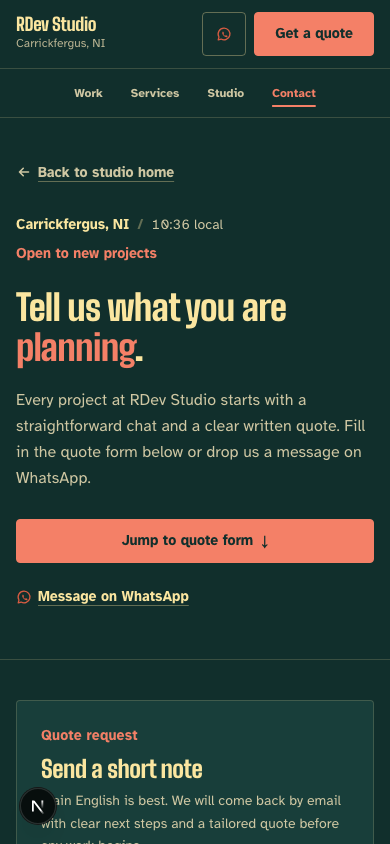 RDev Studio
Carrickfergus, NI
Get a quote
Work
Services
Studio
Contact
← Back to studio home
Carrickfergus, NI / 10:36 local
Open to new projects
Tell us what you are
planning.
Every project at RDev Studio starts with a
straightforward chat and a clear written quote. Fill
in the quote form below or drop us a message on
WhatsApp.
Jump to quote form ↓
Message on WhatsApp
Quote request
Send a short note
English is best. We will come back by email
with clear next steps and a tailored quote before
any work begins.
N